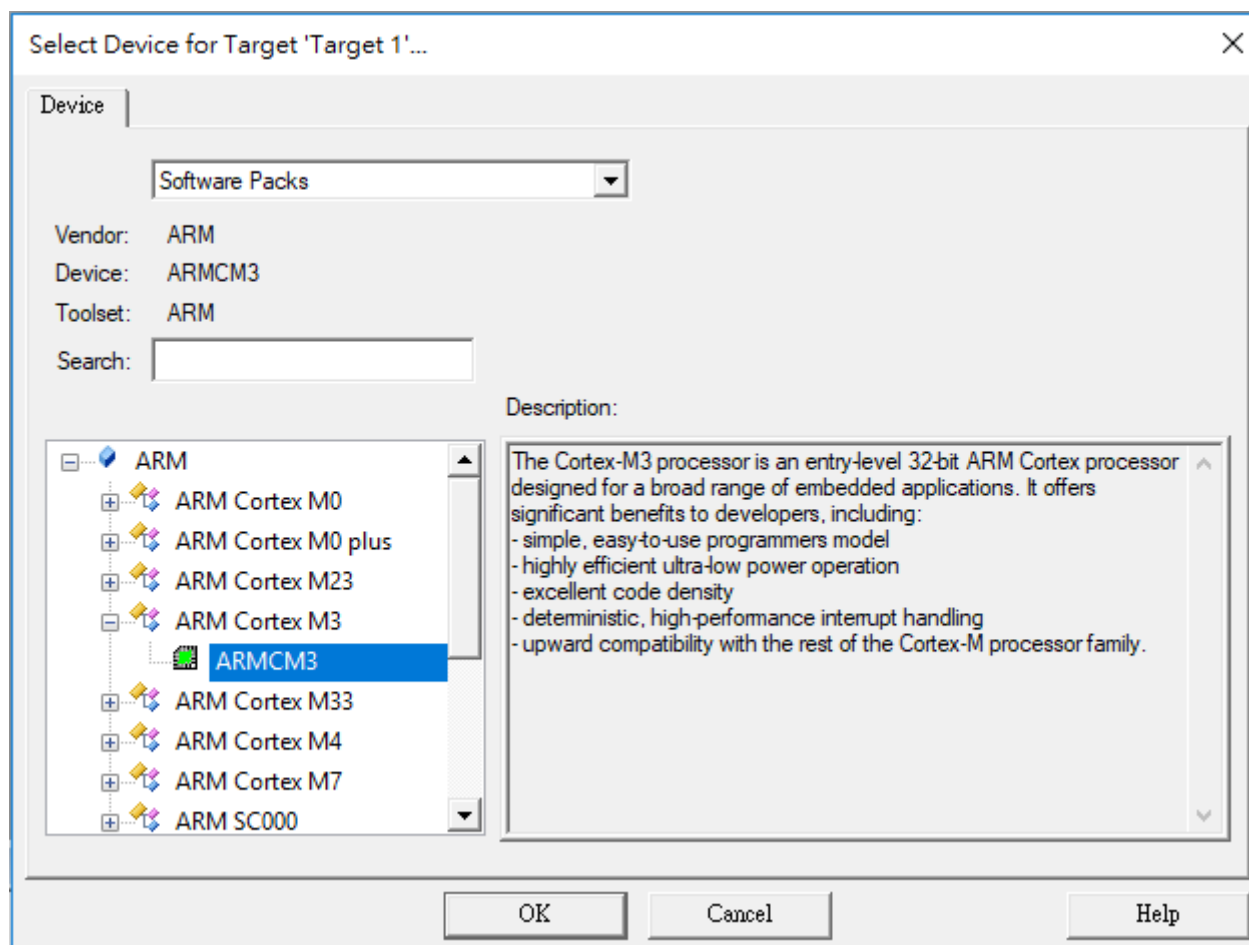 Select Device for Target 'Target 1'...
Device
Software Packs
Vendor: ARM
Device: ARMCM3
Toolset: ARM
Search:
Description:
ARM
ARM Cortex M0
ARM Cortex M0 plus
ARM Cortex M23
ARM Cortex M3
ARMCM3
ARM Cortex M33
ARM Cortex M4
ARM Cortex M7
ARM SC000
The Cortex-M3 processor is an entry-level 32-bit ARM Cortex processor
designed for a broad range of embedded applications. It offers
significant benefits to developers, including:
- simple, easy-to-use programmers model
- highly efficient ultra-low power operation
- excellent code density
- deterministic, high-performance interrupt handling
- upward compatibility with the rest of the Cortex-M processor family.
OK Cancel Help